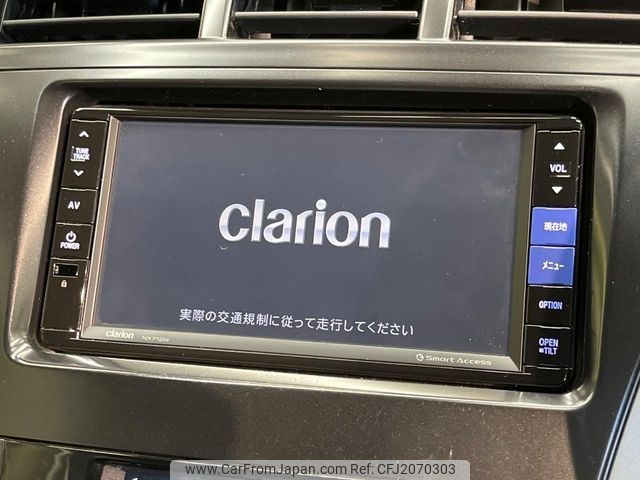 TUNE
TRACK
AV
POWER
VOL
現在地
メニュー
OPTION
OPEN
TILT
clarion
実際の交通規制に従って走行してください
clarion NX712W
Smart Access
www.CarFromJapan.com | Stock ID: CFJ2070303